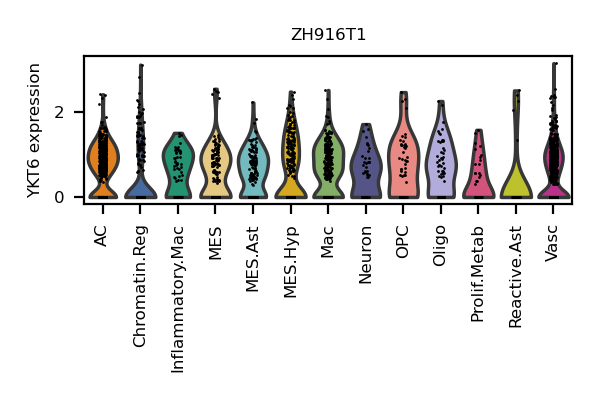 ZH916T1
YKT6 expression
2
0
AC
Chromatin.Reg
Inflammatory.Mac
MES
MES.Ast
MES.Hyp
Mac
Neuron
OPC
Oligo
Prolif.Metab
Reactive.Ast
Vasc